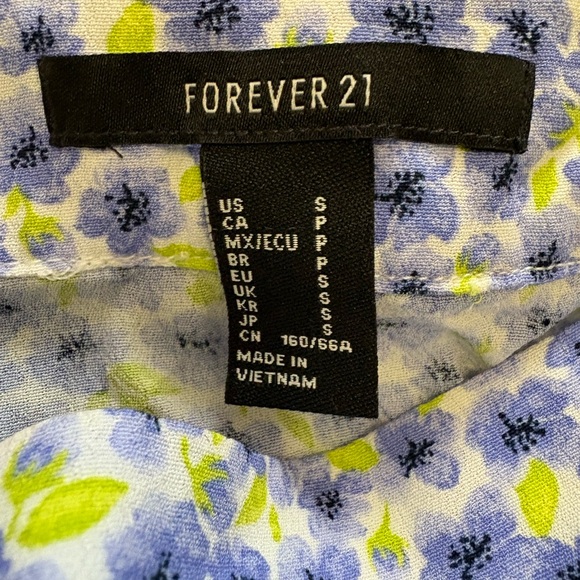 FOREVER 21
US S
CA P
MX/ECU P
BR P
EU S
UK S
KR S
JP S
CN 160/66A
MADE IN
VIETNAM